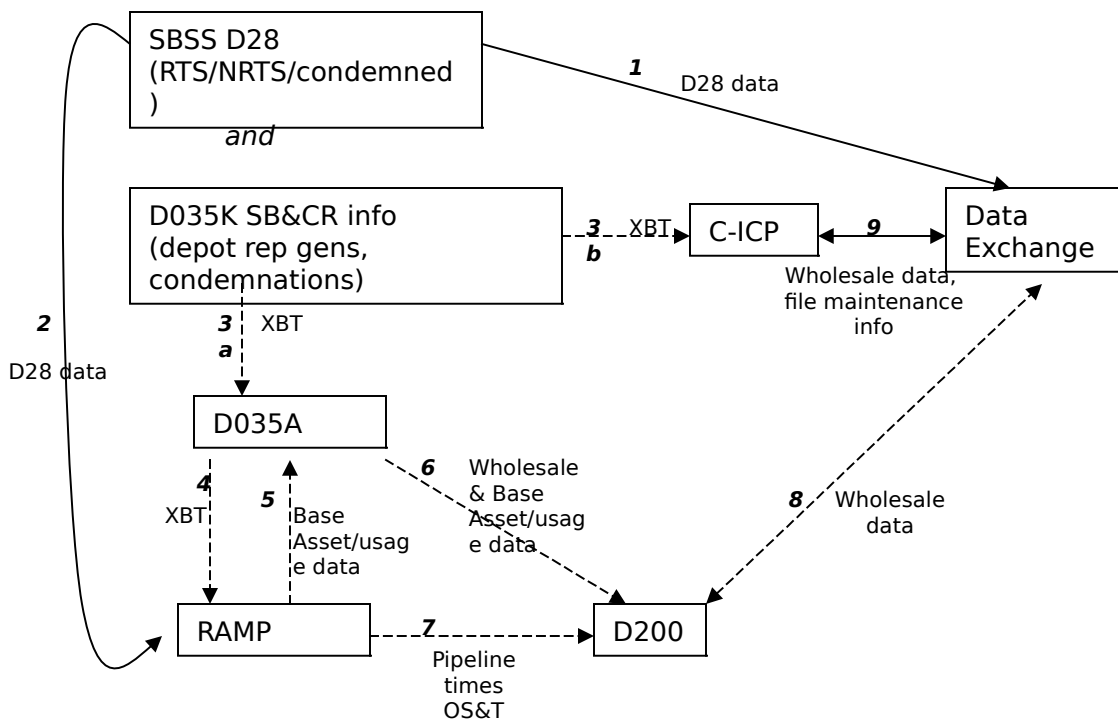 SBSS D28
(RTS/NRTS/condemned
)
and
1
D28 data
D035K SB&CR info
(depot rep gens,
condemnations)
3
b
XBT
C-ICP
9
Data
Exchange
Wholesale data,
file maintenance
info
2
D28 data
3
a
XBT
D035A
4
XBT
5
Base
Asset/usag
e data
6
Wholesale
& Base
Asset/usag
e data
8
Wholesale
data
RAMP
7
Pipeline
times
OS&T
D200